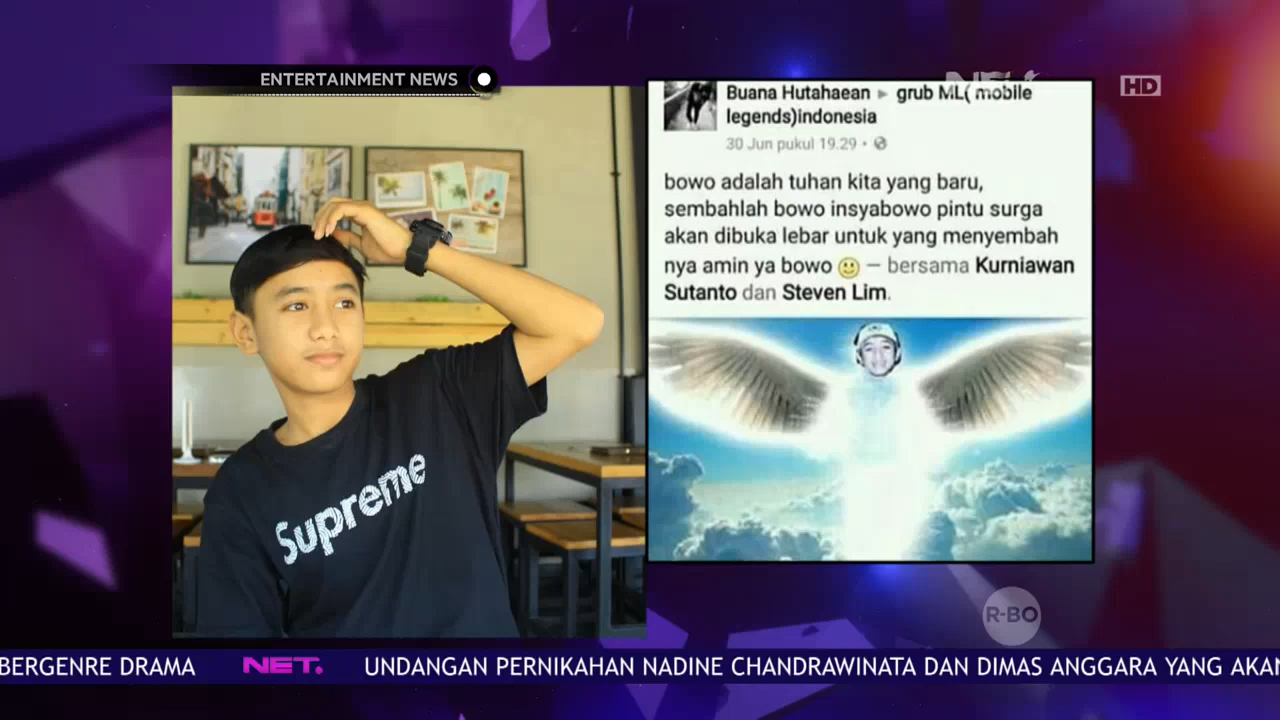 ENTERTAINMENT NEWS
NET.
HD
Buana Hutahaean ▸ grub ML( mobile
legends)indonesia
30 Jun pukul 19.29 •
bowo adalah tuhan kita yang baru,
sembahlah bowo insyabowo pintu surga
akan dibuka lebar untuk yang menyembah
nya amin ya bowo 🙂 — bersama Kurniawan
Sutanto dan Steven Lim.
Supreme
R-BO
BERGENRE DRAMA NET. UNDANGAN PERNIKAHAN NADINE CHANDRAWINATA DAN DIMAS ANGGARA YANG AKAN